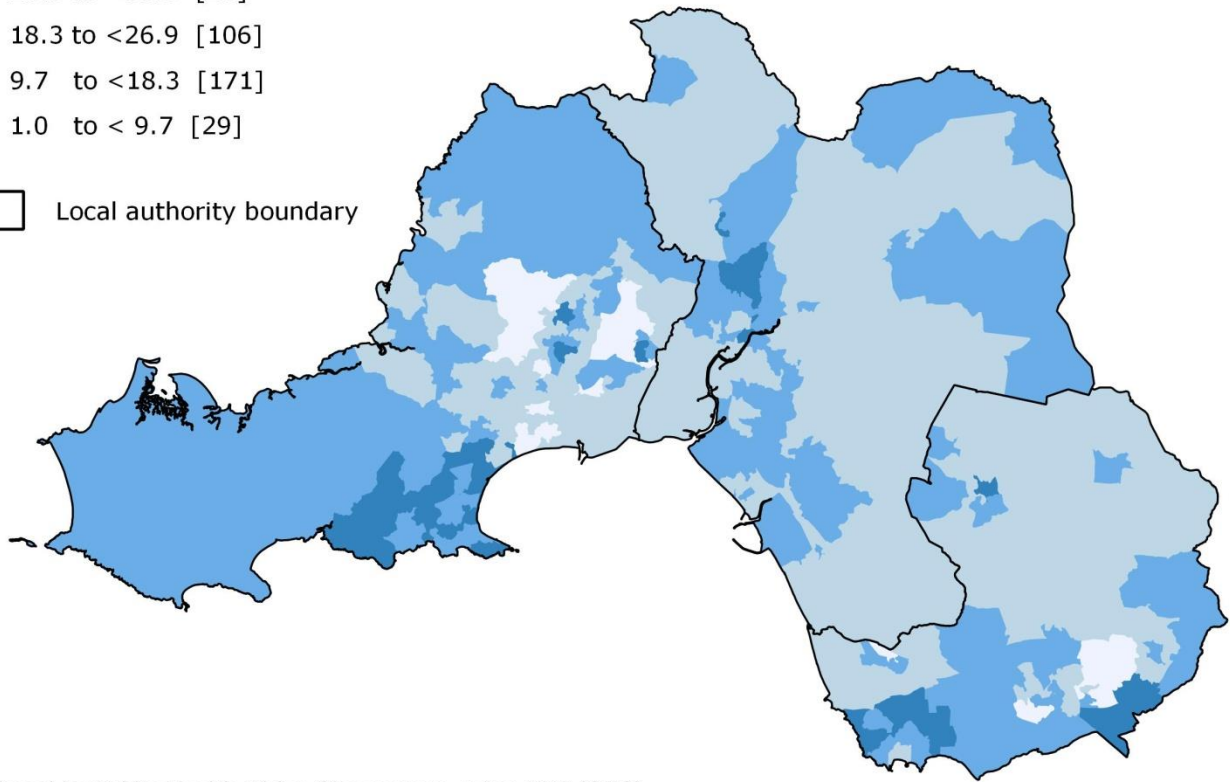 18.3 to <26.9 [106]
9.7 to <18.3 [171]
1.0 to < 9.7 [29]
Local authority boundary